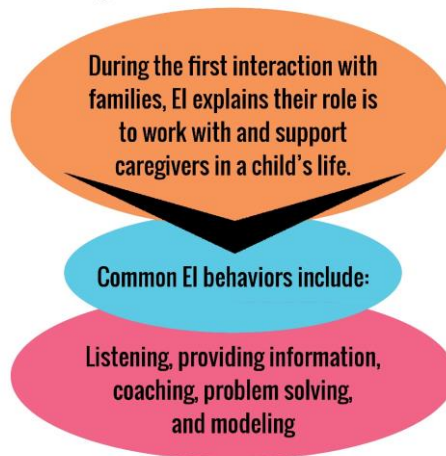 During the first interaction with
families, EI explains their role is
to work with and support
caregivers in a child's life.
Common EI behaviors include:
Listening, providing information,
coaching, problem solving,
and modeling